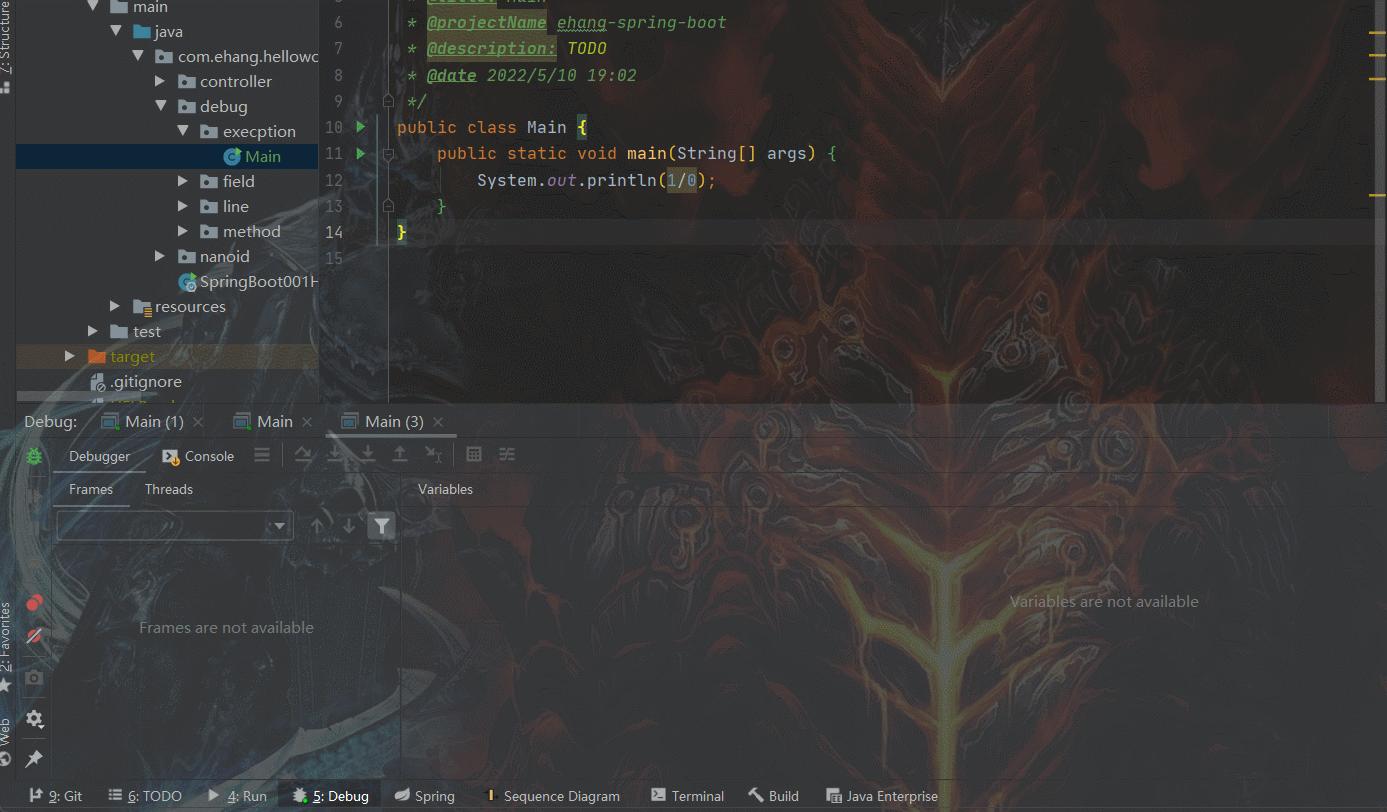 7: Structure
main
java
com.ehang.hellowo
controller
debug
execption
Main
field
line
method
nanoid
SpringBoot001H
resources
test
target
.gitignore
6 * @projectName ehang-spring-boot
7 * @description: TODO
8 * @date 2022/5/10 19:02
9 */
10 public class Main {
11 public static void main(String[] args) {
12 System.out.println(1/0);
13 }
14 }
15
Debug: Main (1) Main Main (3)
Debugger Console
Frames Threads Variables
Frames are not available
Variables are not available
2: Favorites
Web
9: Git 6: TODO 4: Run 5: Debug Spring Sequence Diagram Terminal Build Java Enterprise